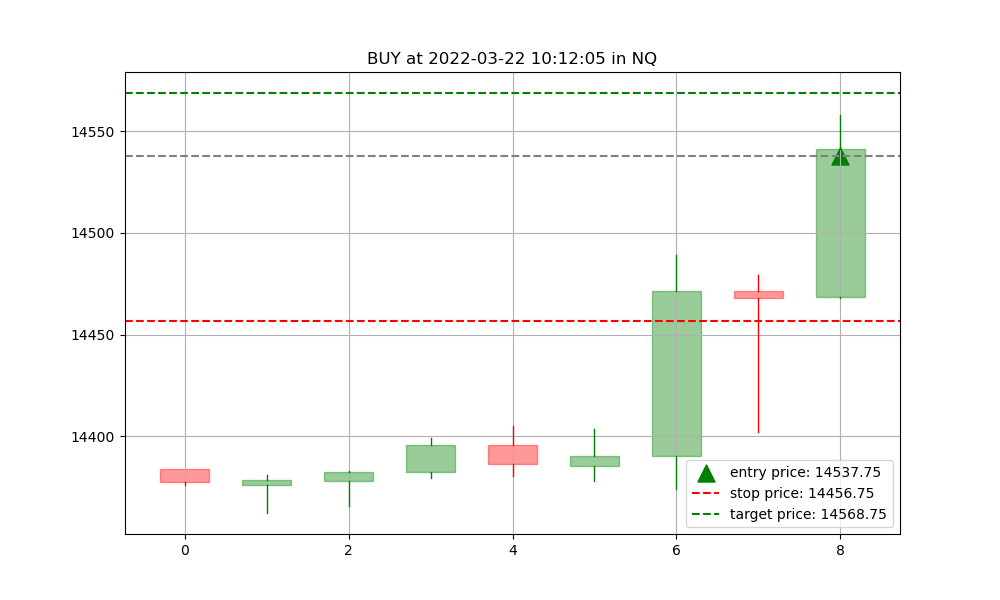 BUY at 2022-03-22 10:12:05 in NQ
14550
14500
14450
14400
entry price: 14537.75
stop price: 14456.75
target price: 14568.75
0 2 4 6 8